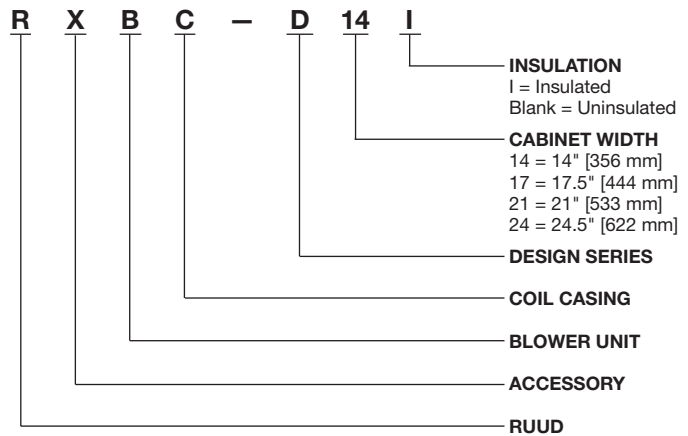 R X B C – D 14 I
INSULATION
I = Insulated
Blank = Uninsulated
CABINET WIDTH
14 = 14" [356 mm]
17 = 17.5" [444 mm]
21 = 21" [533 mm]
24 = 24.5" [622 mm]
DESIGN SERIES
COIL CASING
BLOWER UNIT
ACCESSORY
RUUD